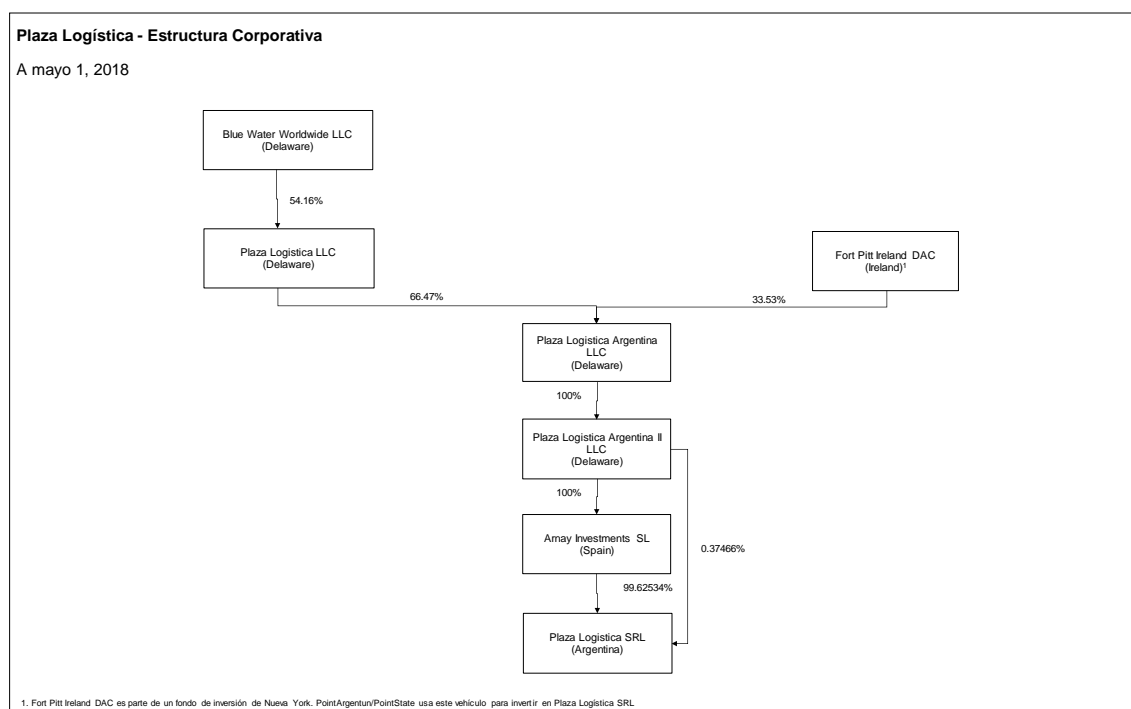 Plaza Logística - Estructura Corporativa
A mayo 1, 2018
Blue Water Worldwide LLC
(Delaware)
54.16%
Plaza Logistica LLC
(Delaware)
Fort Pitt Ireland DAC
(Ireland)¹
66.47%
33.53%
Plaza Logistica Argentina
LLC
(Delaware)
100%
Plaza Logistica Argentina II
LLC
(Delaware)
100%
Arnay Investments SL
(Spain)
0.37466%
99.62534%
Plaza Logistica SRL
(Argentina)
1. Fort Pitt Ireland DAC es parte de un fondo de inversión de Nueva York. PointArgentun/PointState usa este vehículo para invertir en Plaza Logística SRL